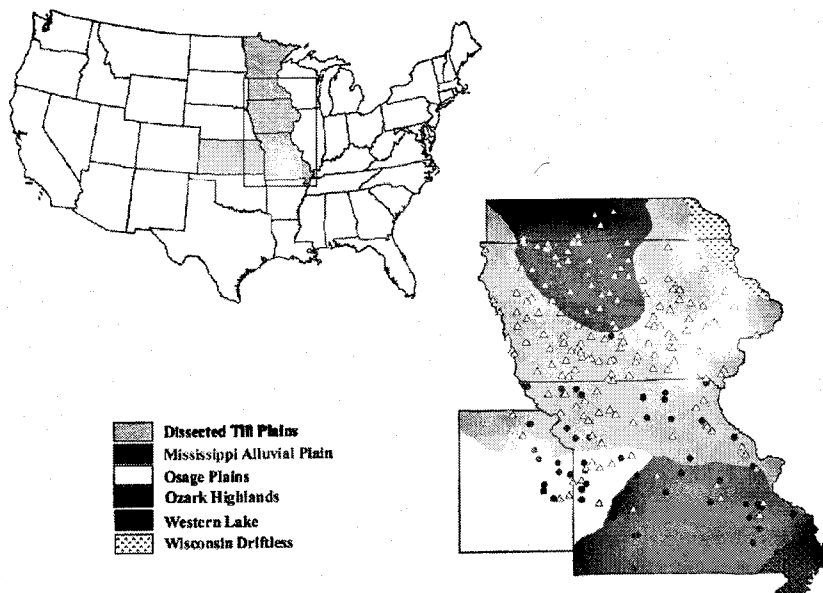 Dissected Till Plains
Mississippi Alluvial Plain
Osage Plains
Ozark Highlands
Western Lake
Wisconsin Driftless